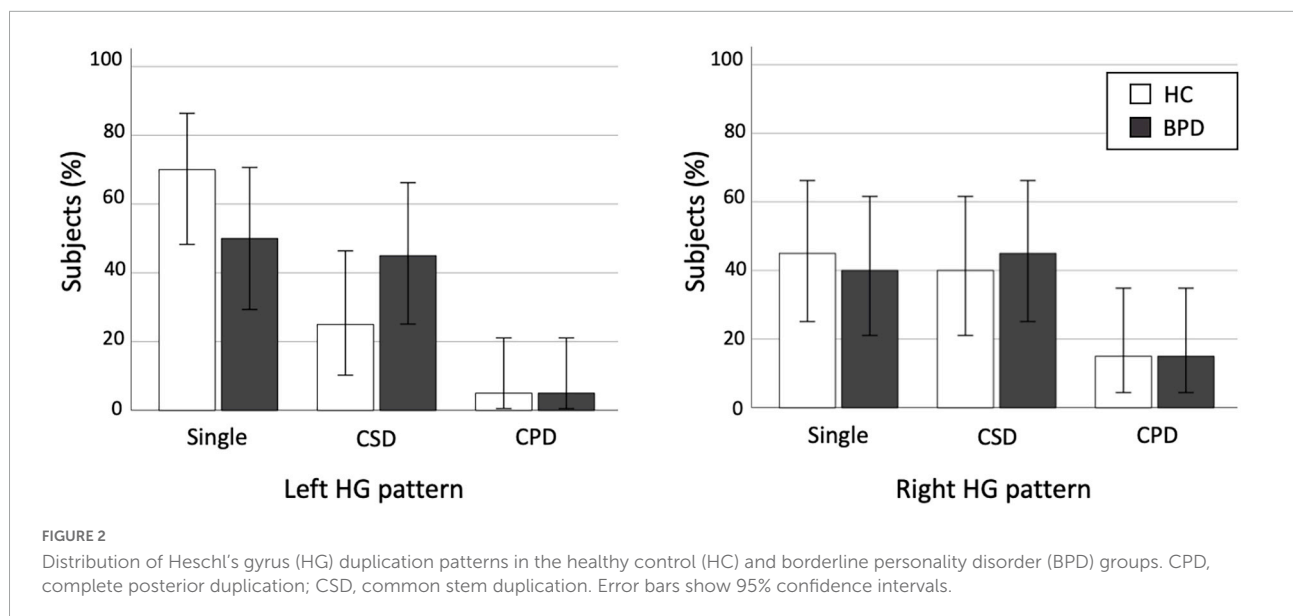 100
80
60
40
20
0
Subjects (%)
Single
CSD
CPD
Left HG pattern
100
80
60
40
20
0
Subjects (%)
Single
CSD
CPD
Right HG pattern
HC
BPD
FIGURE 2
Distribution of Heschl's gyrus (HG) duplication patterns in the healthy control (HC) and borderline personality disorder (BPD) groups. CPD,
complete posterior duplication; CSD, common stem duplication. Error bars show 95% confidence intervals.